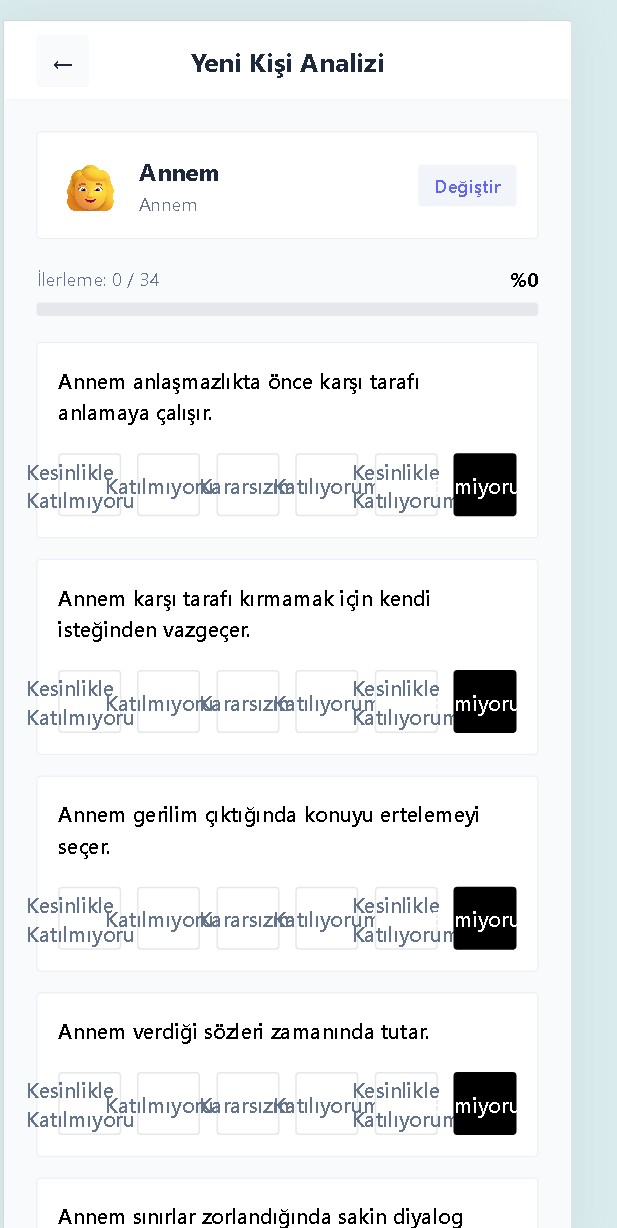 ←
Yeni Kişi Analizi
Annem
Annem
Değiştir
İlerleme: 0 / 34
%0
Annem anlaşmazlıkta önce karşı tarafı
anlamaya çalışır.
Kesinlikle
Katılmıyoru
Katılmıyoru
Kararsızım
Katılıyorum
Kesinlikle
Katılıyorum
miyoru
Annem karşı tarafı kırmamak için kendi
isteğinden vazgeçer.
Kesinlikle
Katılmıyoru
Katılmıyoru
Kararsızım
Katılıyorum
Kesinlikle
Katılıyorum
miyoru
Annem gerilim çıktığında konuyu ertelemeyi
seçer.
Kesinlikle
Katılmıyoru
Katılmıyoru
Kararsızım
Katılıyorum
Kesinlikle
Katılıyorum
miyoru
Annem verdiği sözleri zamanında tutar.
Kesinlikle
Katılmıyoru
Katılmıyoru
Kararsızım
Katılıyorum
Kesinlikle
Katılıyorum
miyoru
Annem sınırlar zorlandığında sakin diyalog